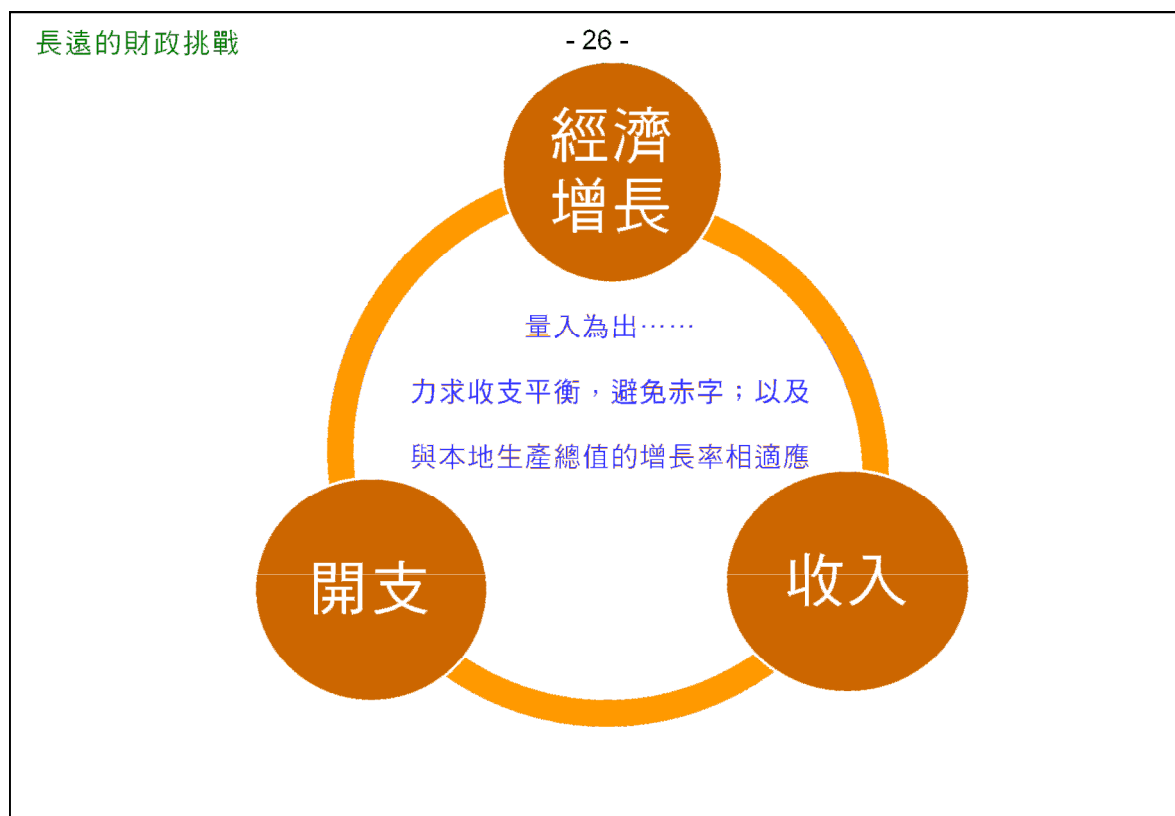 長遠的財政挑戰
- 26 -
經濟
增長
量入為出⋯⋯
力求收支平衡，避免赤字；以及
與本地生產總值的增長率相適應
開支
收入